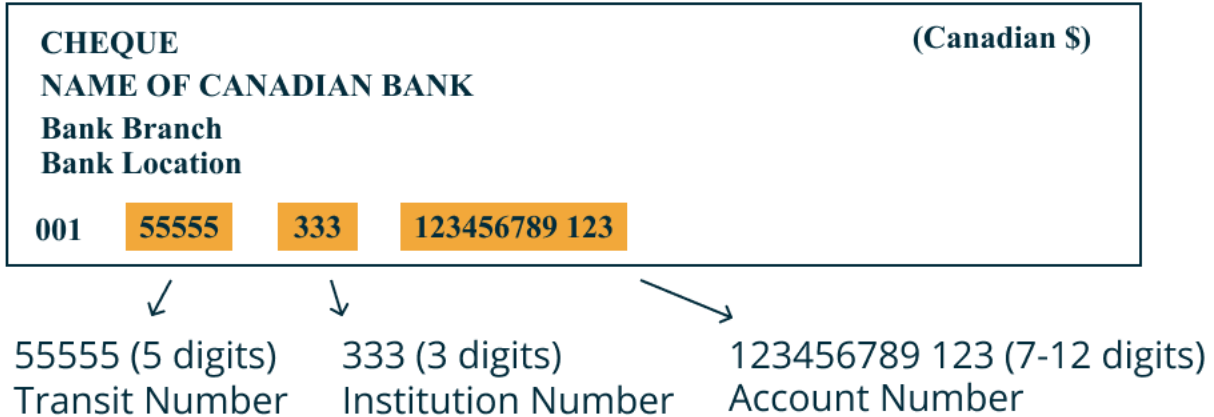 CHEQUE (Canadian $)
NAME OF CANADIAN BANK
Bank Branch
Bank Location
001 55555 333 123456789 123
55555 (5 digits) 333 (3 digits) 123456789 123 (7-12 digits)
Transit Number Institution Number Account Number